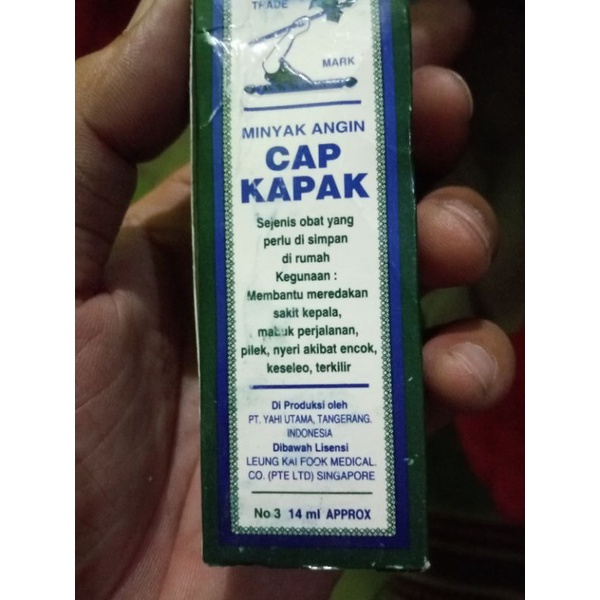 TRADE
MARK
MINYAK ANGIN
CAP
KAPAK
Sejenis obat yang
perlu di simpan
di rumah
Kegunaan :
Membantu meredakan
sakit kepala,
mabuk perjalanan,
pilek, nyeri akibat encok,
keseleo, terkilir
Di Produksi oleh
PT. YAHI UTAMA, TANGERANG.
INDONESIA
Dibawah Lisensi
LEUNG KAI FOOK MEDICAL.
CO. (PTE LTD) SINGAPORE
No 3 14 ml APPROX